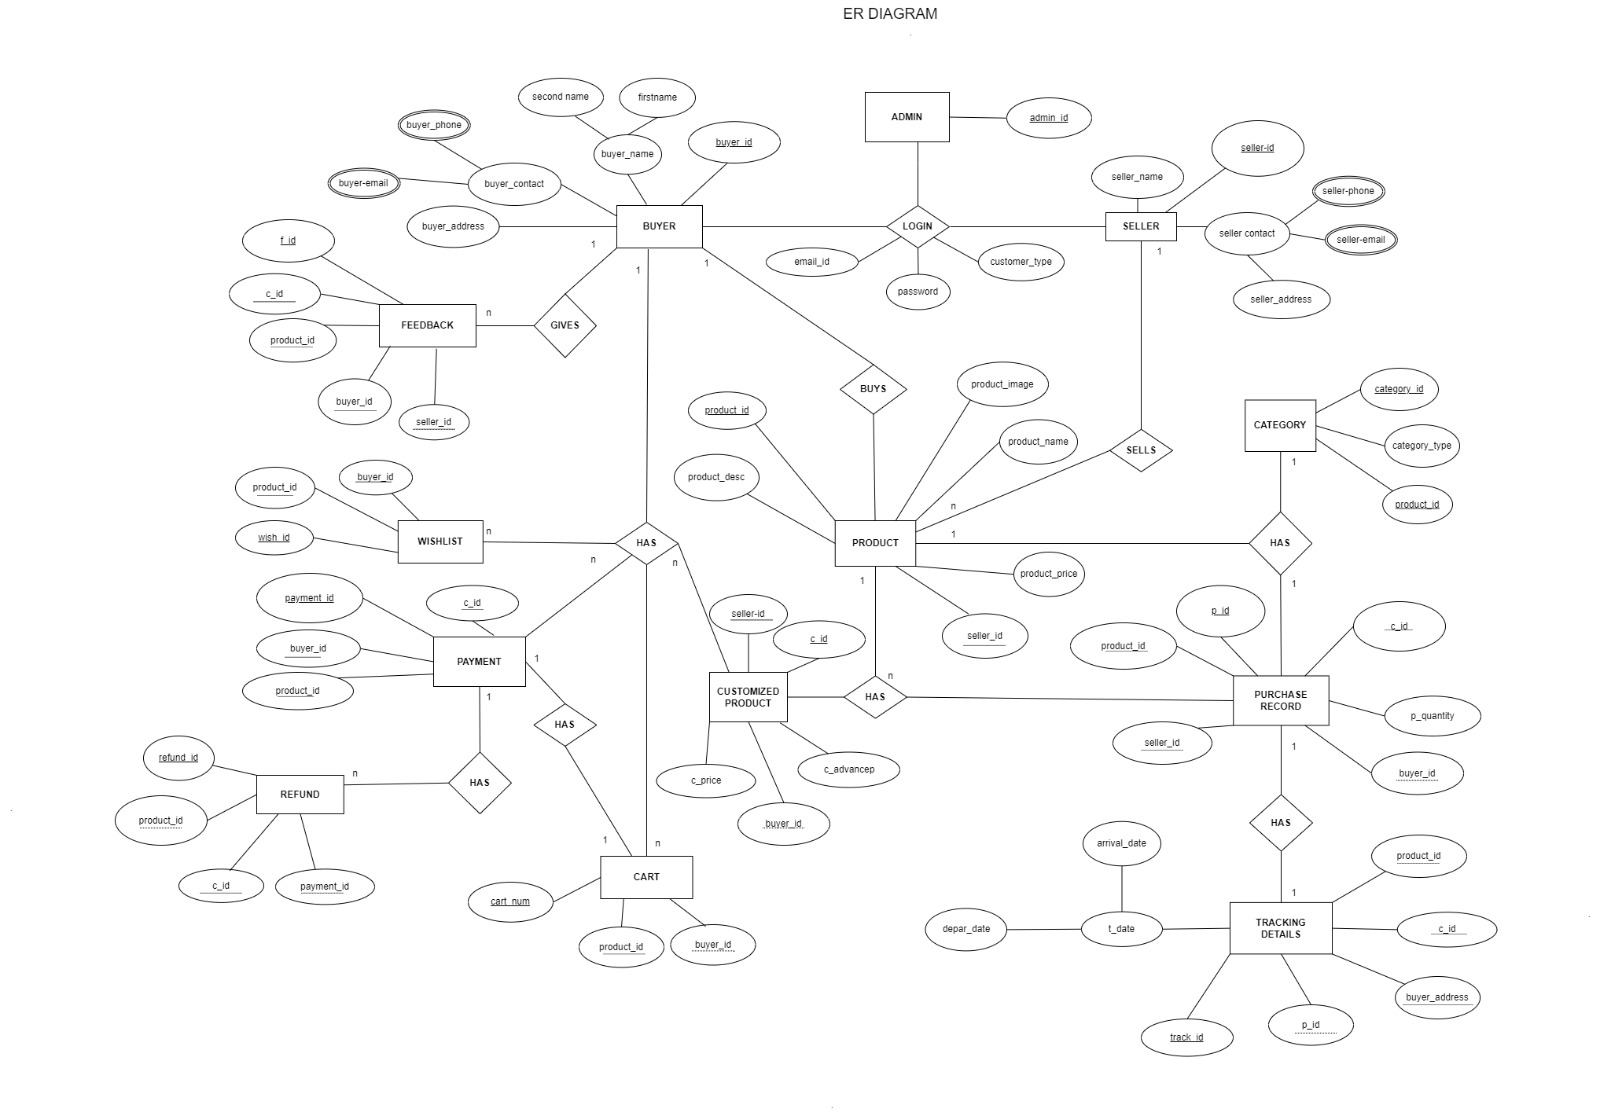 ER DIAGRAM
second name
firstname
ADMIN
admin_id
buyer_phone
buyer_name
buyer_id
seller-id
buyer-email
buyer_contact
seller_name
seller-phone
buyer_address
BUYER
LOGIN
SELLER
seller contact
seller-email
f_id
1
1
1
email_id
customer_type
1
c_id
password
seller_address
FEEDBACK
n
GIVES
product_id
buyer_id
seller_id
BUYS
product_image
category_id
product_id
product_name
CATEGORY
category_type
SELLS
1
buyer_id
product_desc
product_id
product_id
n
wish_id
WISHLIST
n
HAS
PRODUCT
1
HAS
n
n
1
product_price
1
payment_id
c_id
seller-id
c_id
seller_id
p_id
c_id
buyer_id
PAYMENT
1
product_id
product_id
1
CUSTOMIZED
PRODUCT
n
HAS
PURCHASE
RECORD
p_quantity
HAS
seller_id
1
refund_id
n
HAS
c_price
c_advancep
buyer_id
REFUND
product_id
buyer_id
HAS
1
n
arrival_date
product_id
c_id
payment_id
CART
1
cart_num
product_id
buyer_id
depar_date
t_date
TRACKING
DETAILS
c_id
buyer_address
track_id
p_id